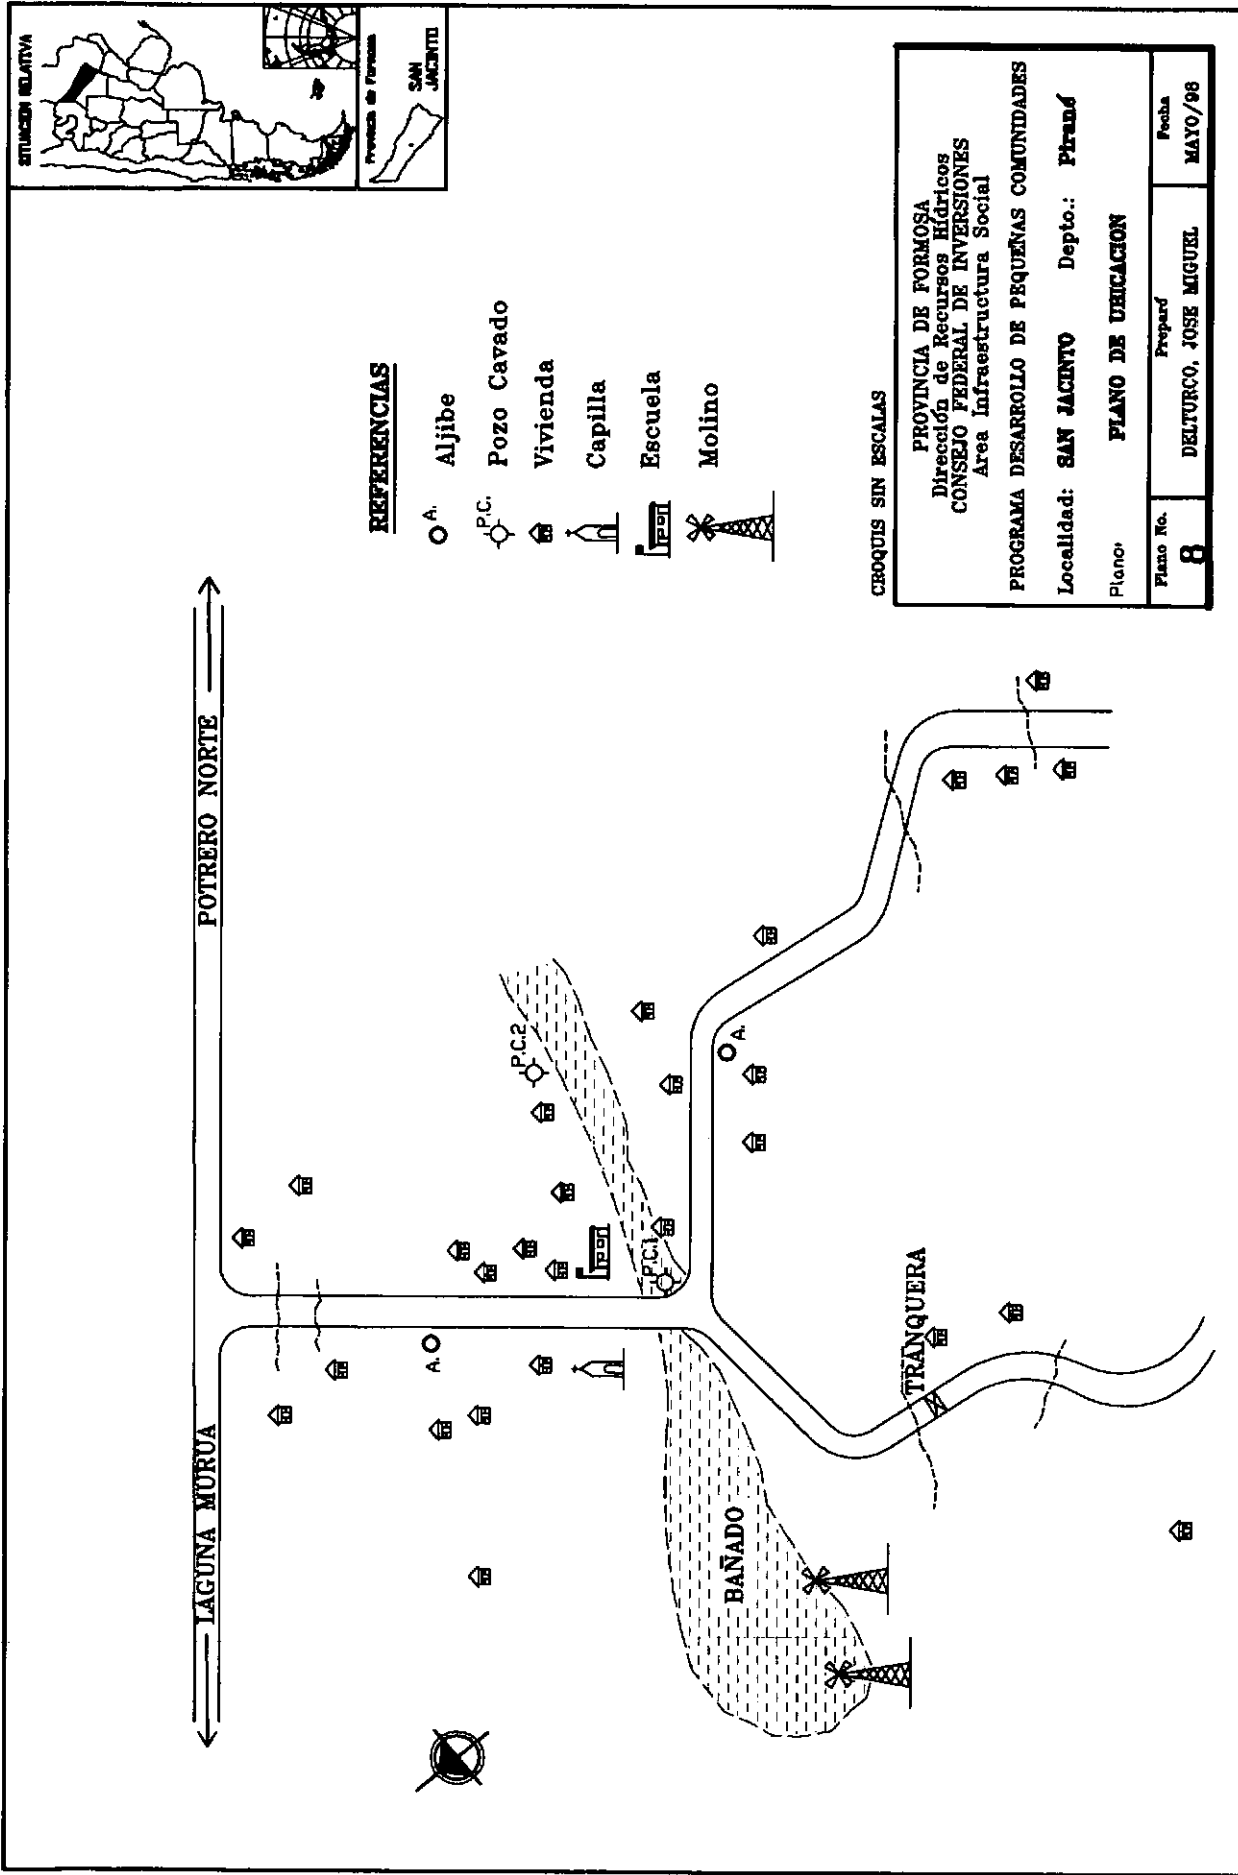 SITUACION RELATIVA
Provincia de Formosa
SAN
JACINTO
LAGUNA MURUA
POTRERO NORTE
A.
P.C.2
P.C.1
A.
BAÑADO
TRANQUERA
REFERENCIAS
A. Aljibe
P.C. Pozo Cavado
Vivienda
Capilla
Escuela
Molino
CROQUIS SIN ESCALAS
PROVINCIA DE FORMOSA
Dirección de Recursos Hídricos
CONSEJO FEDERAL DE INVERSIONES
Area Infraestructura Social
PROGRAMA DESARROLLO DE PEQUEÑAS COMUNIDADES
Localidad: SAN JACINTO Depto.: Pirané
Plano: PLANO DE UBICACION
Plano No. Preparó Fecha
8 DELTURCO, JOSE MIGUEL MAYO/98